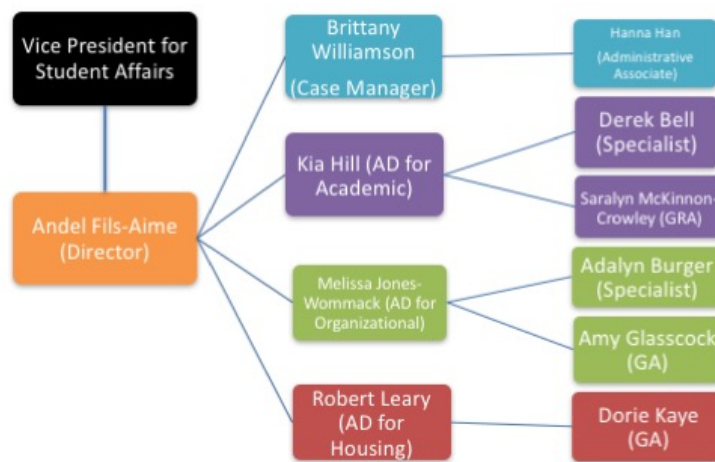 Vice President for
Student Affairs
Andel Fils-Aime
(Director)
Brittany
Williamson
(Case Manager)
Hanna Han
(Administrative
Associate)
Kia Hill (AD for
Academic)
Derek Bell
(Specialist)
Saralyn McKinnon-
Crowley (GRA)
Melissa Jones-
Wommack (AD for
Organizational)
Adalyn Burger
(Specialist)
Amy Glasscock
(GA)
Robert Leary
(AD for
Housing)
Dorie Kaye
(GA)